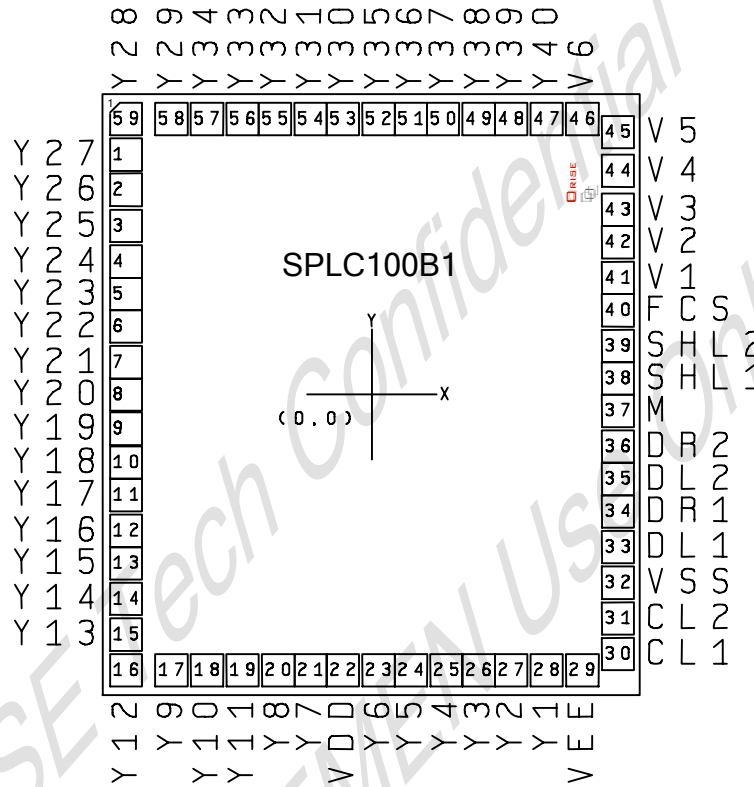 Y28 Y29 Y34 Y33 Y32 Y31 Y30 Y35 Y36 Y37 Y38 Y39 Y40 V6
1
59 58 57 56 55 54 53 52 51 50 49 48 47 46
45 V5
Y27 1
44 V4
Y26 2
ORISE
43 V3
Y25 3
42 V2
Y24 4
SPLC100B1
41 V1
Y23 5
40 FCS
Y22 6
Y
39 SHL2
Y21 7
38 SHL1
Y20 8
X
37 M
Y19 9
(0,0)
36 DR2
Y18 10
35 DL2
Y17 11
34 DR1
Y16 12
33 DL1
Y15 13
32 VSS
Y14 14
31 CL2
Y13 15
30 CL1
16 17 18 19 20 21 22 23 24 25 26 27 28 29
Y12 Y9 Y10 Y11 Y8 Y7 VDD Y6 Y5 Y4 Y3 Y2 Y1 VEE
SE Tech Confidential
EMEN Use Onl